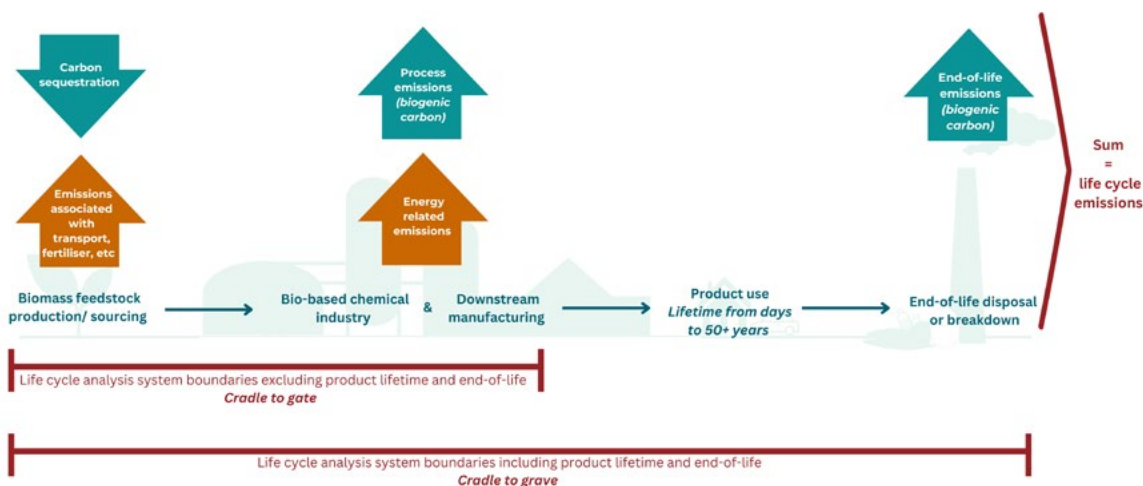 Carbon
sequestration
Process
emissions
(biogenic
carbon)
End-of-life
emissions
(biogenic
carbon)
Emissions
associated
with
transport,
fertiliser, etc
Energy
related
emissions
Sum
=
life cycle
emissions
Biomass feedstock
production/ sourcing
Bio-based chemical
industry
&
Downstream
manufacturing
Product use
Lifetime from days
to 50+ years
End-of-life disposal
or breakdown
Life cycle analysis system boundaries excluding product lifetime and end-of-life
Cradle to gate
Life cycle analysis system boundaries including product lifetime and end-of-life
Cradle to grave